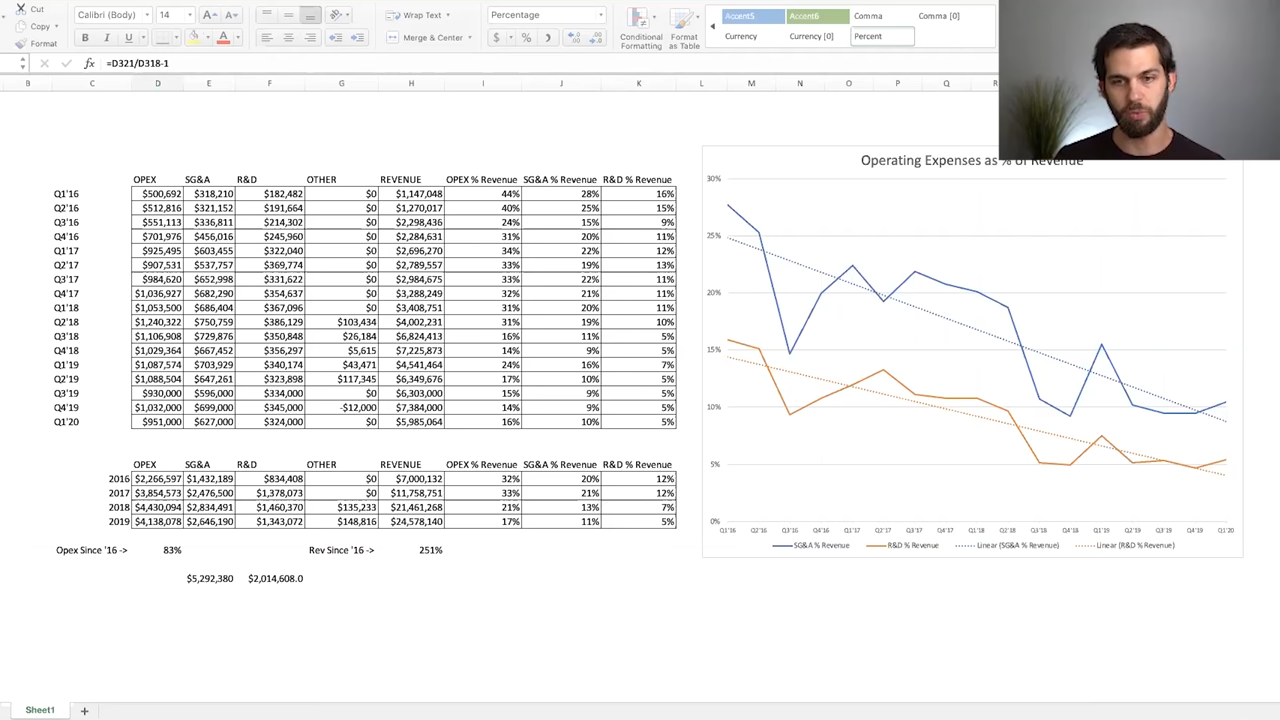 Cut
Copy
Format
Calibri (Body) 14 A A
B I U A
Wrap Text
Merge & Center
Percentage
$ %
Conditional Formatting
Format as Table
Accent5 Accent6 Comma Comma [0]
Currency Currency [0] Percent
fx =D321/D318-1
B C D E F G H I J K L M N O P Q R
OPEX SG&A R&D OTHER REVENUE OPEX % Revenue SG&A % Revenue R&D % Revenue
Q1'16 $500,692 $318,210 $182,482 $0 $1,147,048 44% 28% 16%
Q2'16 $512,816 $321,152 $191,664 $0 $1,270,017 40% 25% 15%
Q3'16 $551,113 $336,811 $214,302 $0 $2,298,436 24% 15% 9%
Q4'16 $701,976 $456,016 $245,960 $0 $2,284,631 31% 20% 11%
Q1'17 $925,495 $603,455 $322,040 $0 $2,696,270 34% 22% 12%
Q2'17 $907,531 $537,757 $369,774 $0 $2,789,557 33% 19% 13%
Q3'17 $984,620 $652,998 $331,622 $0 $2,984,675 33% 22% 11%
Q4'17 $1,036,927 $682,290 $354,637 $0 $3,288,249 32% 21% 11%
Q1'18 $1,053,500 $686,404 $367,096 $0 $3,408,751 31% 20% 11%
Q2'18 $1,240,322 $750,759 $386,129 $103,434 $4,002,231 31% 19% 10%
Q3'18 $1,106,908 $729,876 $350,848 $26,184 $6,824,413 16% 11% 5%
Q4'18 $1,029,364 $667,452 $356,297 $5,615 $7,225,873 14% 9% 5%
Q1'19 $1,087,574 $703,929 $340,174 $43,471 $4,541,464 24% 16% 7%
Q2'19 $1,088,504 $647,261 $323,898 $117,345 $6,349,676 17% 10% 5%
Q3'19 $930,000 $596,000 $334,000 $0 $6,303,000 15% 9% 5%
Q4'19 $1,032,000 $699,000 $345,000 -$12,000 $7,384,000 14% 9% 5%
Q1'20 $951,000 $627,000 $324,000 $0 $5,985,064 16% 10% 5%
OPEX SG&A R&D OTHER REVENUE OPEX % Revenue SG&A % Revenue R&D % Revenue
2016 $2,266,597 $1,432,189 $834,408 $0 $7,000,132 32% 20% 12%
2017 $3,854,573 $2,476,500 $1,378,073 $0 $11,758,751 33% 21% 12%
2018 $4,430,094 $2,834,491 $1,460,370 $135,233 $21,461,268 21% 13% 7%
2019 $4,138,078 $2,646,190 $1,343,072 $148,816 $24,578,140 17% 11% 5%
Opex Since '16 -> 83% Rev Since '16 -> 251%
$5,292,380 $2,014,608.0
Operating Expenses as % of Revenue
30%
25%
20%
15%
10%
5%
0%
Q1'16 Q2'16 Q3'16 Q4'16 Q1'17 Q2'17 Q3'17 Q4'17 Q1'18 Q2'18 Q3'18 Q4'18 Q1'19 Q2'19 Q3'19 Q4'19 Q1'20
SG&A % Revenue R&D % Revenue Linear (SG&A % Revenue) Linear (R&D % Revenue)
Sheet1 +